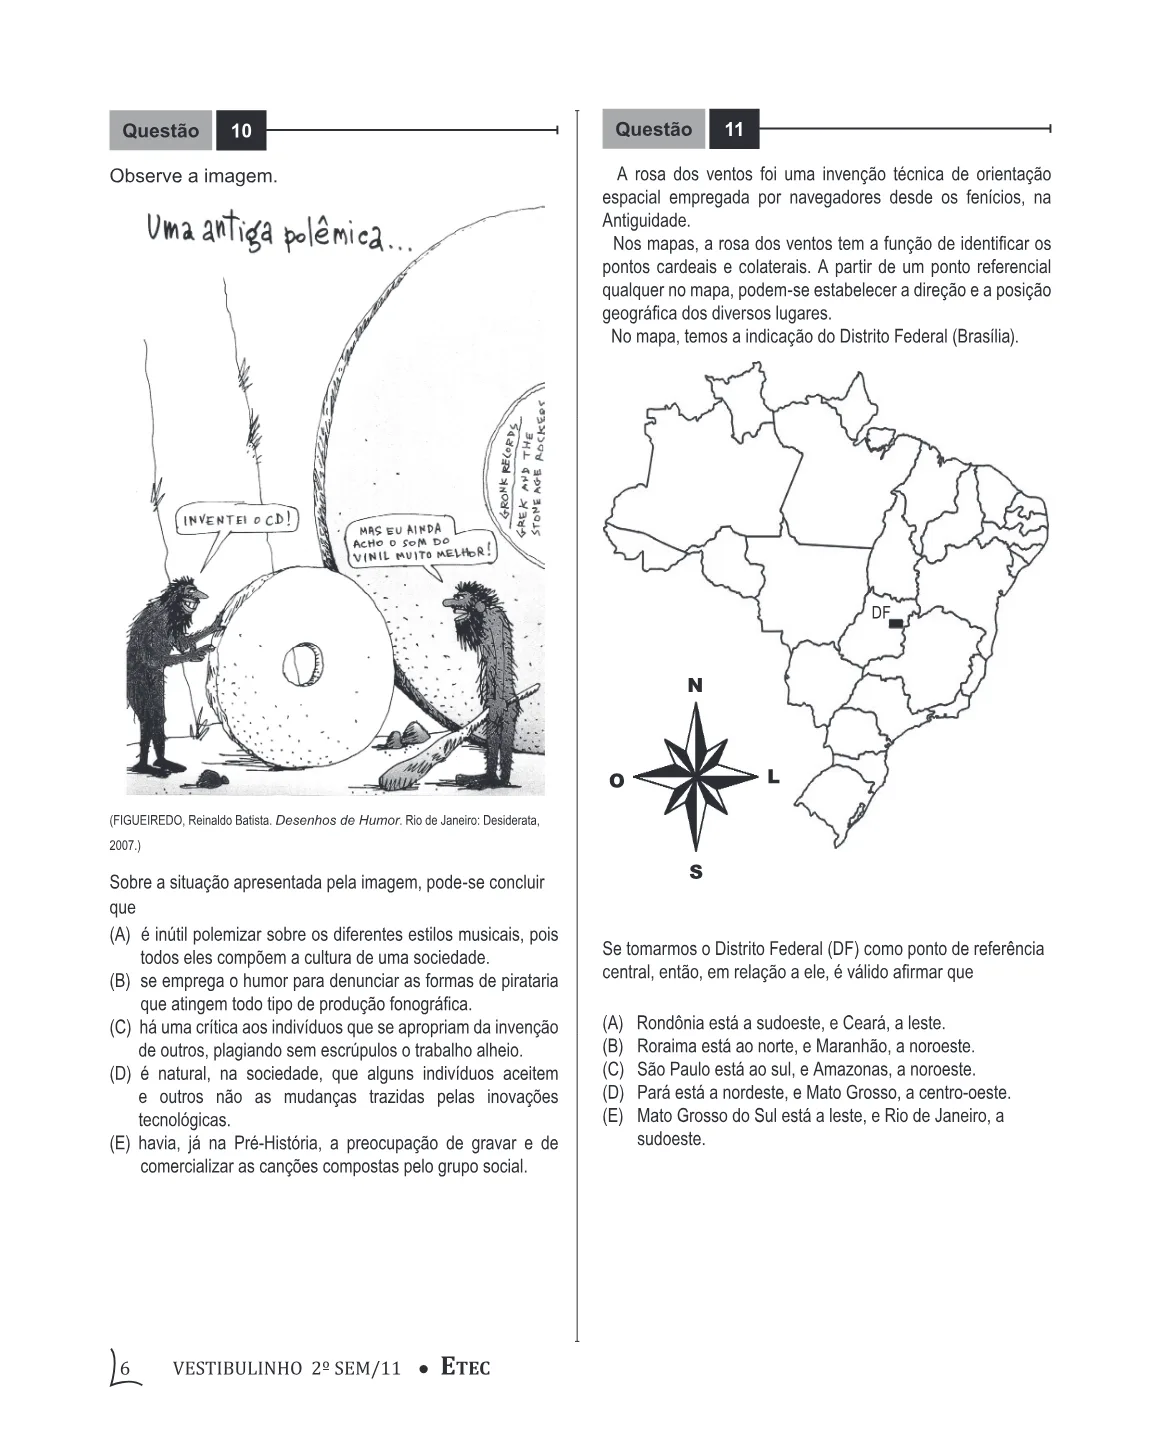 Questão 10
Observe a imagem.
Uma antiga polêmica...
GRONK RECORDS
GREK AND THE
STONE AGE ROCKERS
INVENTEI O CD!
MAS EU AINDA
ACHO O SOM DO
VINIL MUITO MELHOR!
(FIGUEIREDO, Reinaldo Batista. Desenhos de Humor. Rio de Janeiro: Desiderata,
2007.)
Sobre a situação apresentada pela imagem, pode-se concluir
que
(A) é inútil polemizar sobre os diferentes estilos musicais, pois
todos eles compõem a cultura de uma sociedade.
(B) se emprega o humor para denunciar as formas de pirataria
que atingem todo tipo de produção fonográfica.
(C) há uma crítica aos indivíduos que se apropriam da invenção
de outros, plagiando sem escrúpulos o trabalho alheio.
(D) é natural, na sociedade, que alguns indivíduos aceitem
e outros não as mudanças trazidas pelas inovações
tecnológicas.
(E) havia, já na Pré-História, a preocupação de gravar e de
comercializar as canções compostas pelo grupo social.
Questão 11
A rosa dos ventos foi uma invenção técnica de orientação
espacial empregada por navegadores desde os fenícios, na
Antiguidade.
Nos mapas, a rosa dos ventos tem a função de identificar os
pontos cardeais e colaterais. A partir de um ponto referencial
qualquer no mapa, podem-se estabelecer a direção e a posição
geográfica dos diversos lugares.
No mapa, temos a indicação do Distrito Federal (Brasília).
DF
N
O
L
S
Se tomarmos o Distrito Federal (DF) como ponto de referência
central, então, em relação a ele, é válido afirmar que
(A) Rondônia está a sudoeste, e Ceará, a leste.
(B) Roraima está ao norte, e Maranhão, a noroeste.
(C) São Paulo está ao sul, e Amazonas, a noroeste.
(D) Pará está a nordeste, e Mato Grosso, a centro-oeste.
(E) Mato Grosso do Sul está a leste, e Rio de Janeiro, a
sudoeste.
6 VESTIBULINHO 2º SEM/11 • ETEC